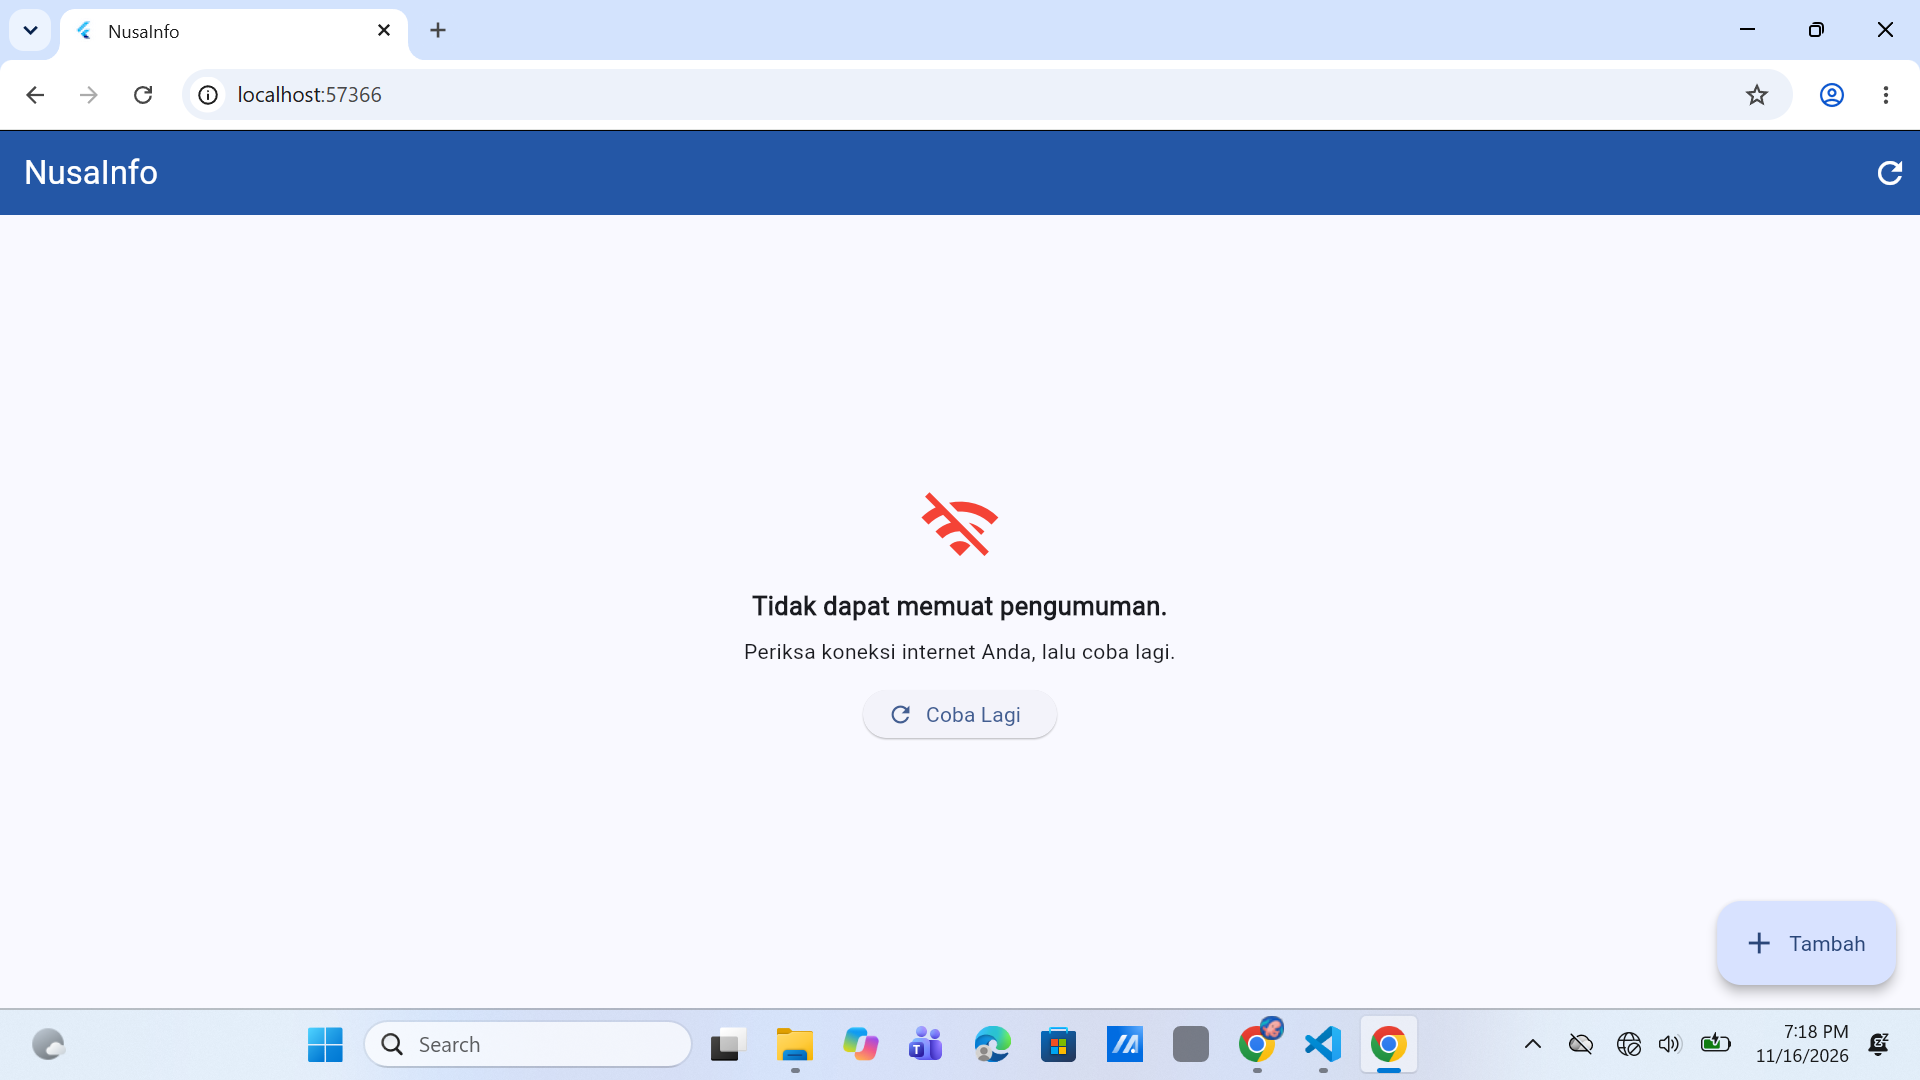 NusaInfo
localhost:57366
NusaInfo
Tidak dapat memuat pengumuman.
Periksa koneksi internet Anda, lalu coba lagi.
Coba Lagi
Tambah
Search
7:18 PM
11/16/2026